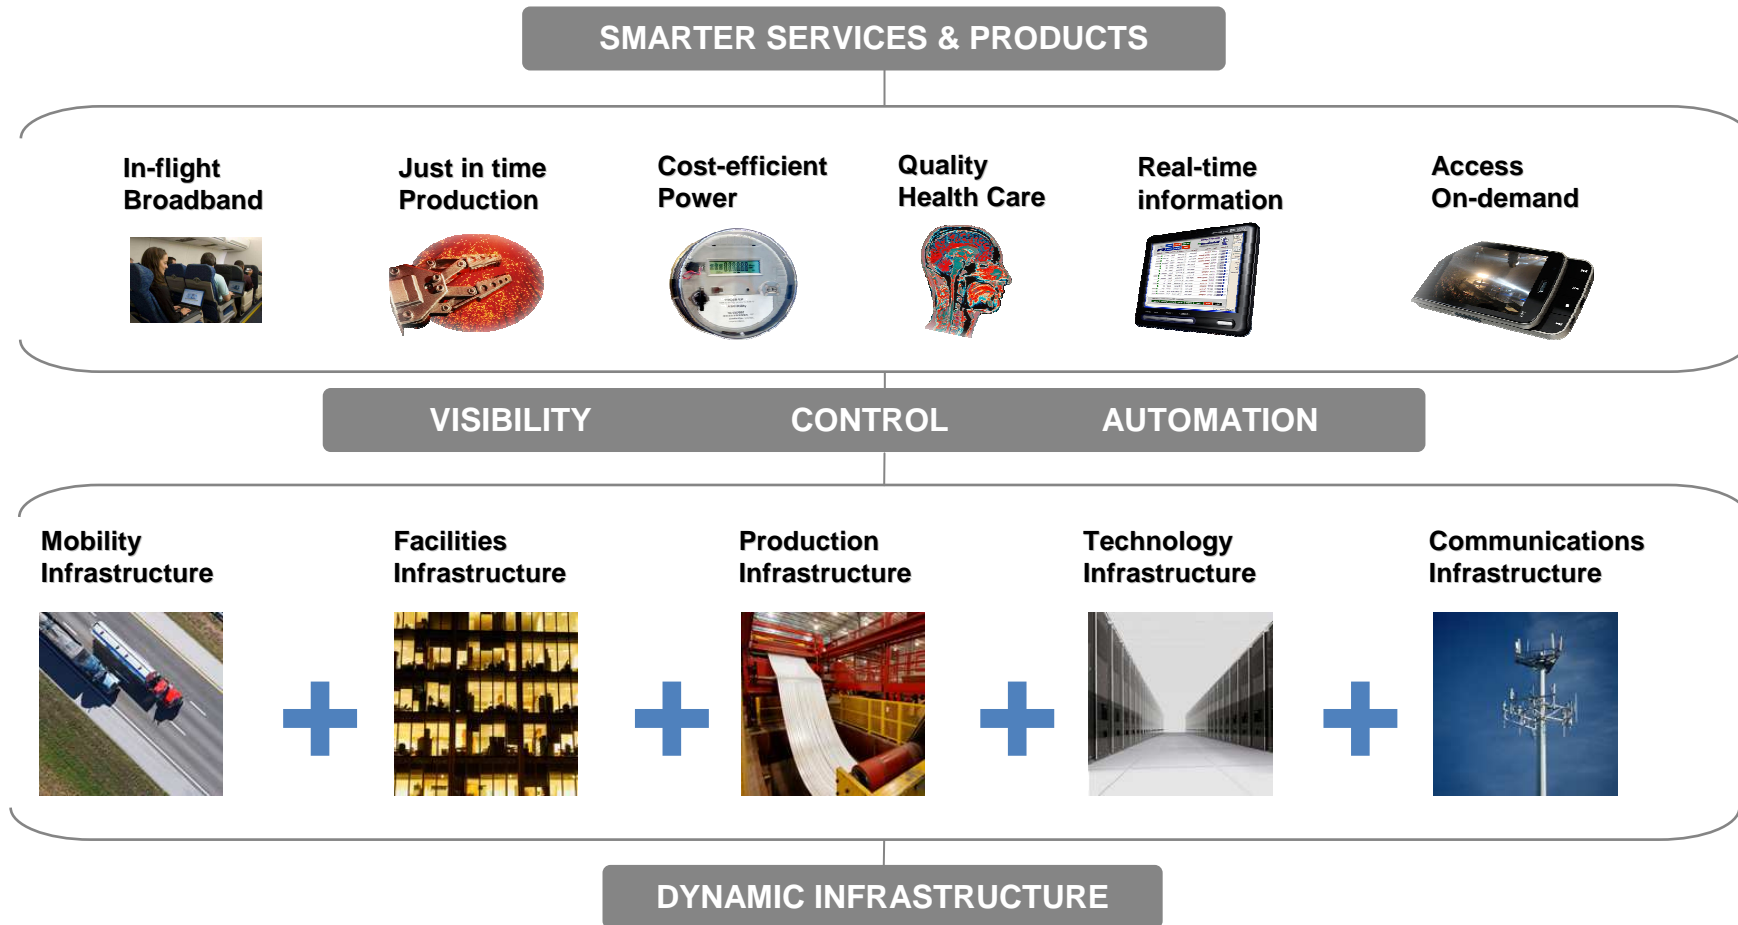 SMARTER SERVICES & PRODUCTS
In-flight
Broadband
Just in time
Production
Cost-efficient
Power
Quality
Health Care
Real-time
information
Access
On-demand
VISIBILITY CONTROL AUTOMATION
Mobility
Infrastructure
Facilities
Infrastructure
Production
Infrastructure
Technology
Infrastructure
Communications
Infrastructure
DYNAMIC INFRASTRUCTURE